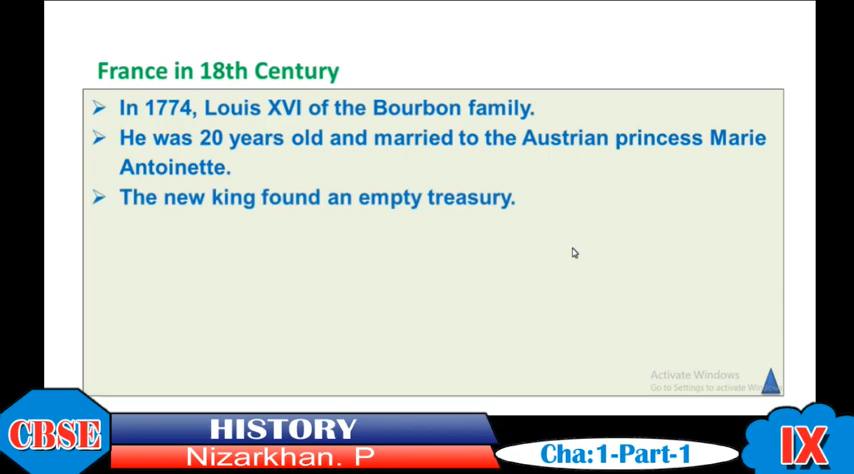 France in 18th Century
➢ In 1774, Louis XVI of the Bourbon family.
➢ He was 20 years old and married to the Austrian princess Marie
Antoinette.
➢ The new king found an empty treasury.
Activate Windows
Go to Settings to activate
CBSE
HISTORY
Nizarkhan. P
Cha:1-Part-1
IX